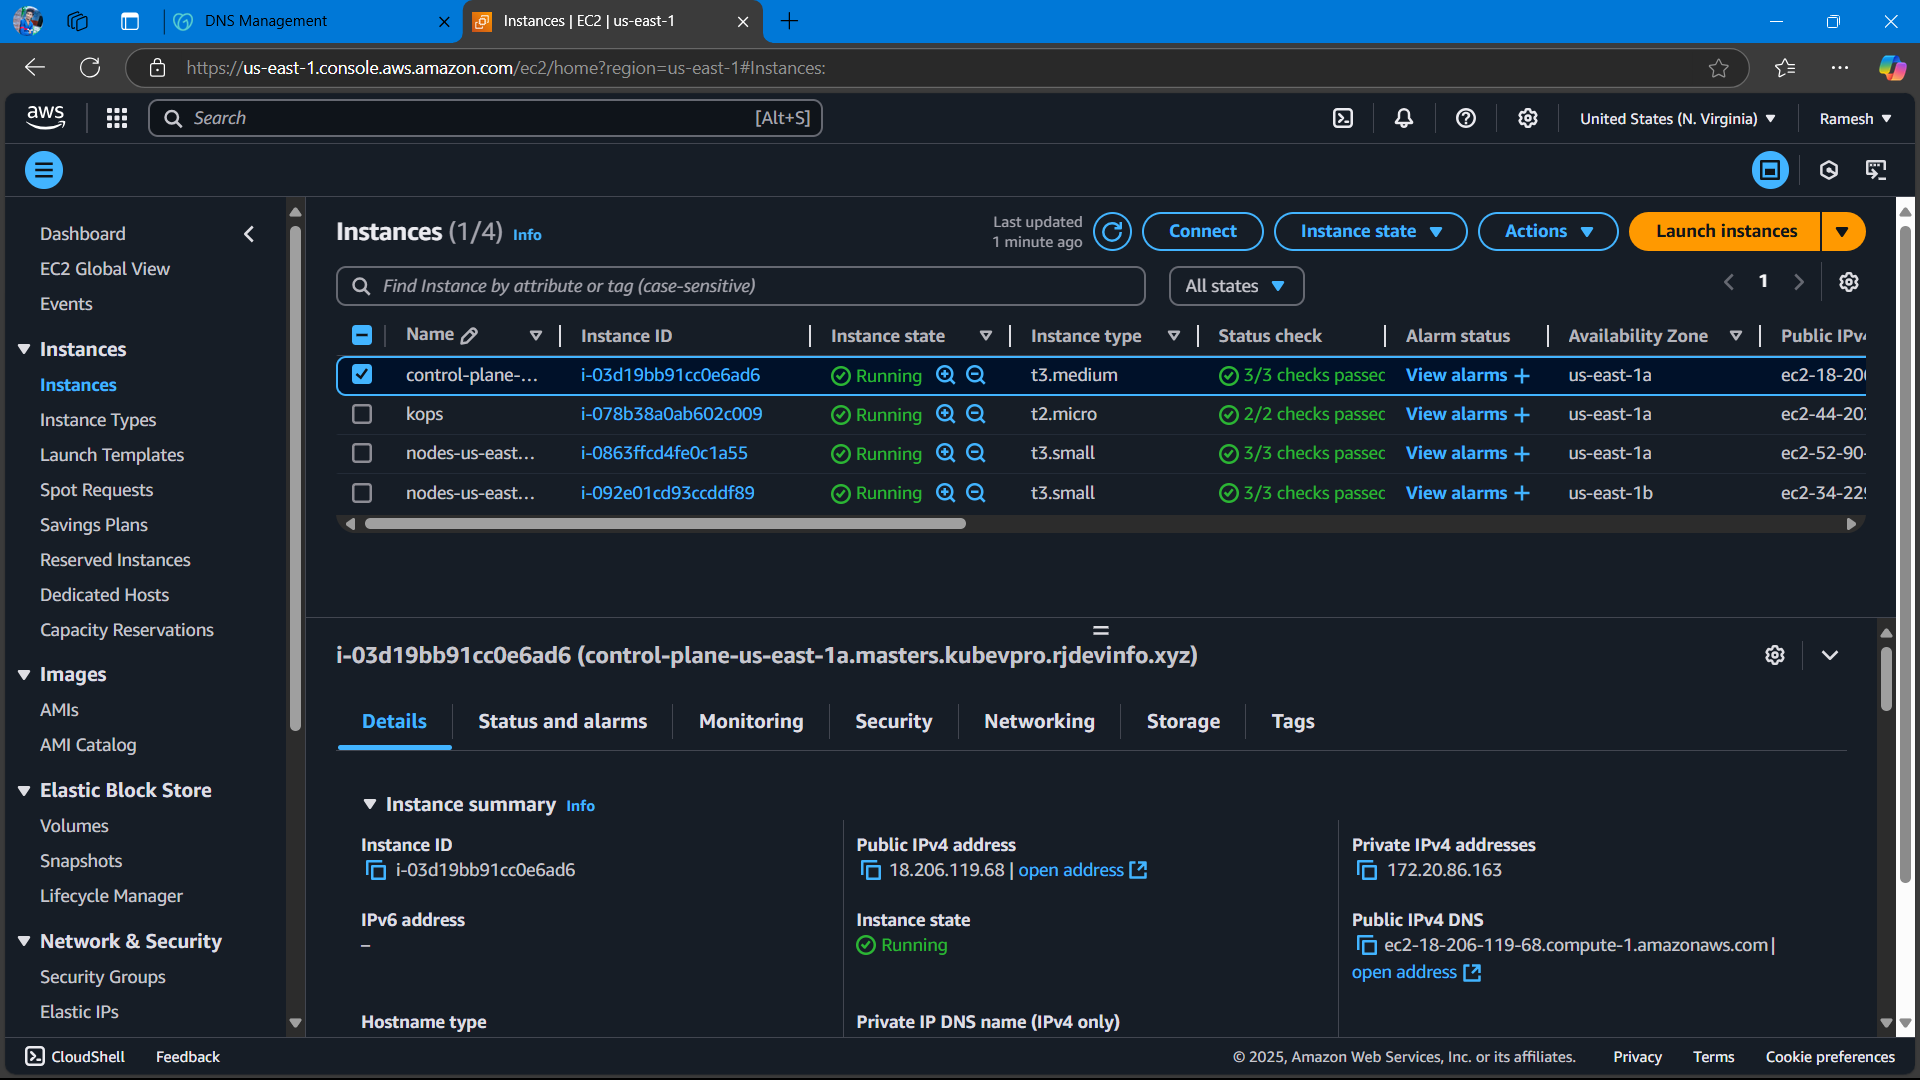 DNS Management
Instances | EC2 | us-east-1
https://us-east-1.console.aws.amazon.com/ec2/home?region=us-east-1#Instances:
aws
Search
[Alt+S]
United States (N. Virginia)
Ramesh
Dashboard
EC2 Global View
Events
Instances
Instances
Instance Types
Launch Templates
Spot Requests
Savings Plans
Reserved Instances
Dedicated Hosts
Capacity Reservations
Images
AMIs
AMI Catalog
Elastic Block Store
Volumes
Snapshots
Lifecycle Manager
Network & Security
Security Groups
Elastic IPs
Instances (1/4) Info
Last updated
1 minute ago
Connect
Instance state
Actions
Launch instances
Find Instance by attribute or tag (case-sensitive)
All states
1
Name Instance ID Instance state Instance type Status check Alarm status Availability Zone Public IPv4
control-plane-... i-03d19bb91cc0e6ad6 Running t3.medium 3/3 checks passed View alarms + us-east-1a ec2-18-206
kops i-078b38a0ab602c009 Running t2.micro 2/2 checks passed View alarms + us-east-1a ec2-44-202
nodes-us-east... i-0863ffcd4fe0c1a55 Running t3.small 3/3 checks passed View alarms + us-east-1a ec2-52-90-
nodes-us-east... i-092e01cd93ccddf89 Running t3.small 3/3 checks passed View alarms + us-east-1b ec2-34-229
i-03d19bb91cc0e6ad6 (control-plane-us-east-1a.masters.kubevpro.rjdevinfo.xyz)
Details
Status and alarms
Monitoring
Security
Networking
Storage
Tags
Instance summary Info
Instance ID
i-03d19bb91cc0e6ad6
Public IPv4 address
18.206.119.68 | open address
Private IPv4 addresses
172.20.86.163
IPv6 address
–
Instance state
Running
Public IPv4 DNS
ec2-18-206-119-68.compute-1.amazonaws.com |
open address
Hostname type
Private IP DNS name (IPv4 only)
CloudShell
Feedback
© 2025, Amazon Web Services, Inc. or its affiliates.
Privacy
Terms
Cookie preferences